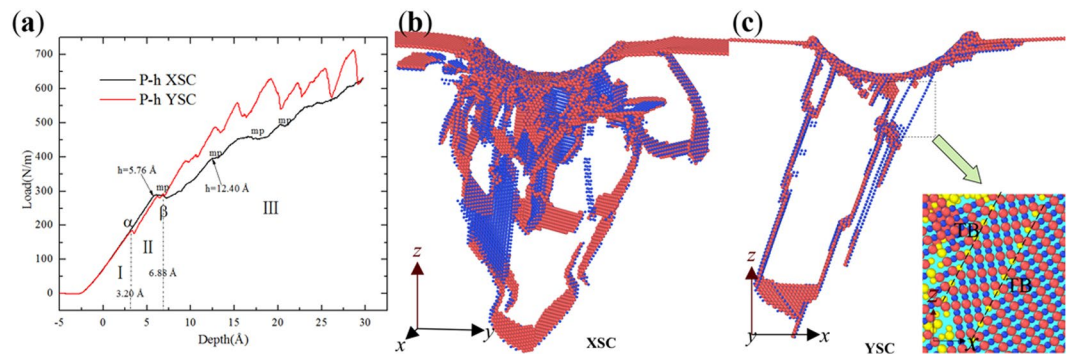 (a)
700
600
500
400
300
200
100
0
Load(N/m)
P-h XSC
P-h YSC
mp
mp
mp
h=5.76 Å
h=12.40 Å
α
β
Ⅰ
Ⅱ
Ⅲ
3.20 Å
6.88 Å
-5 0 5 10 15 20 25 30
Depth(Å)
(b)
z
y
x
XSC
(c)
z
y
x
YSC
TB
TB
z
x